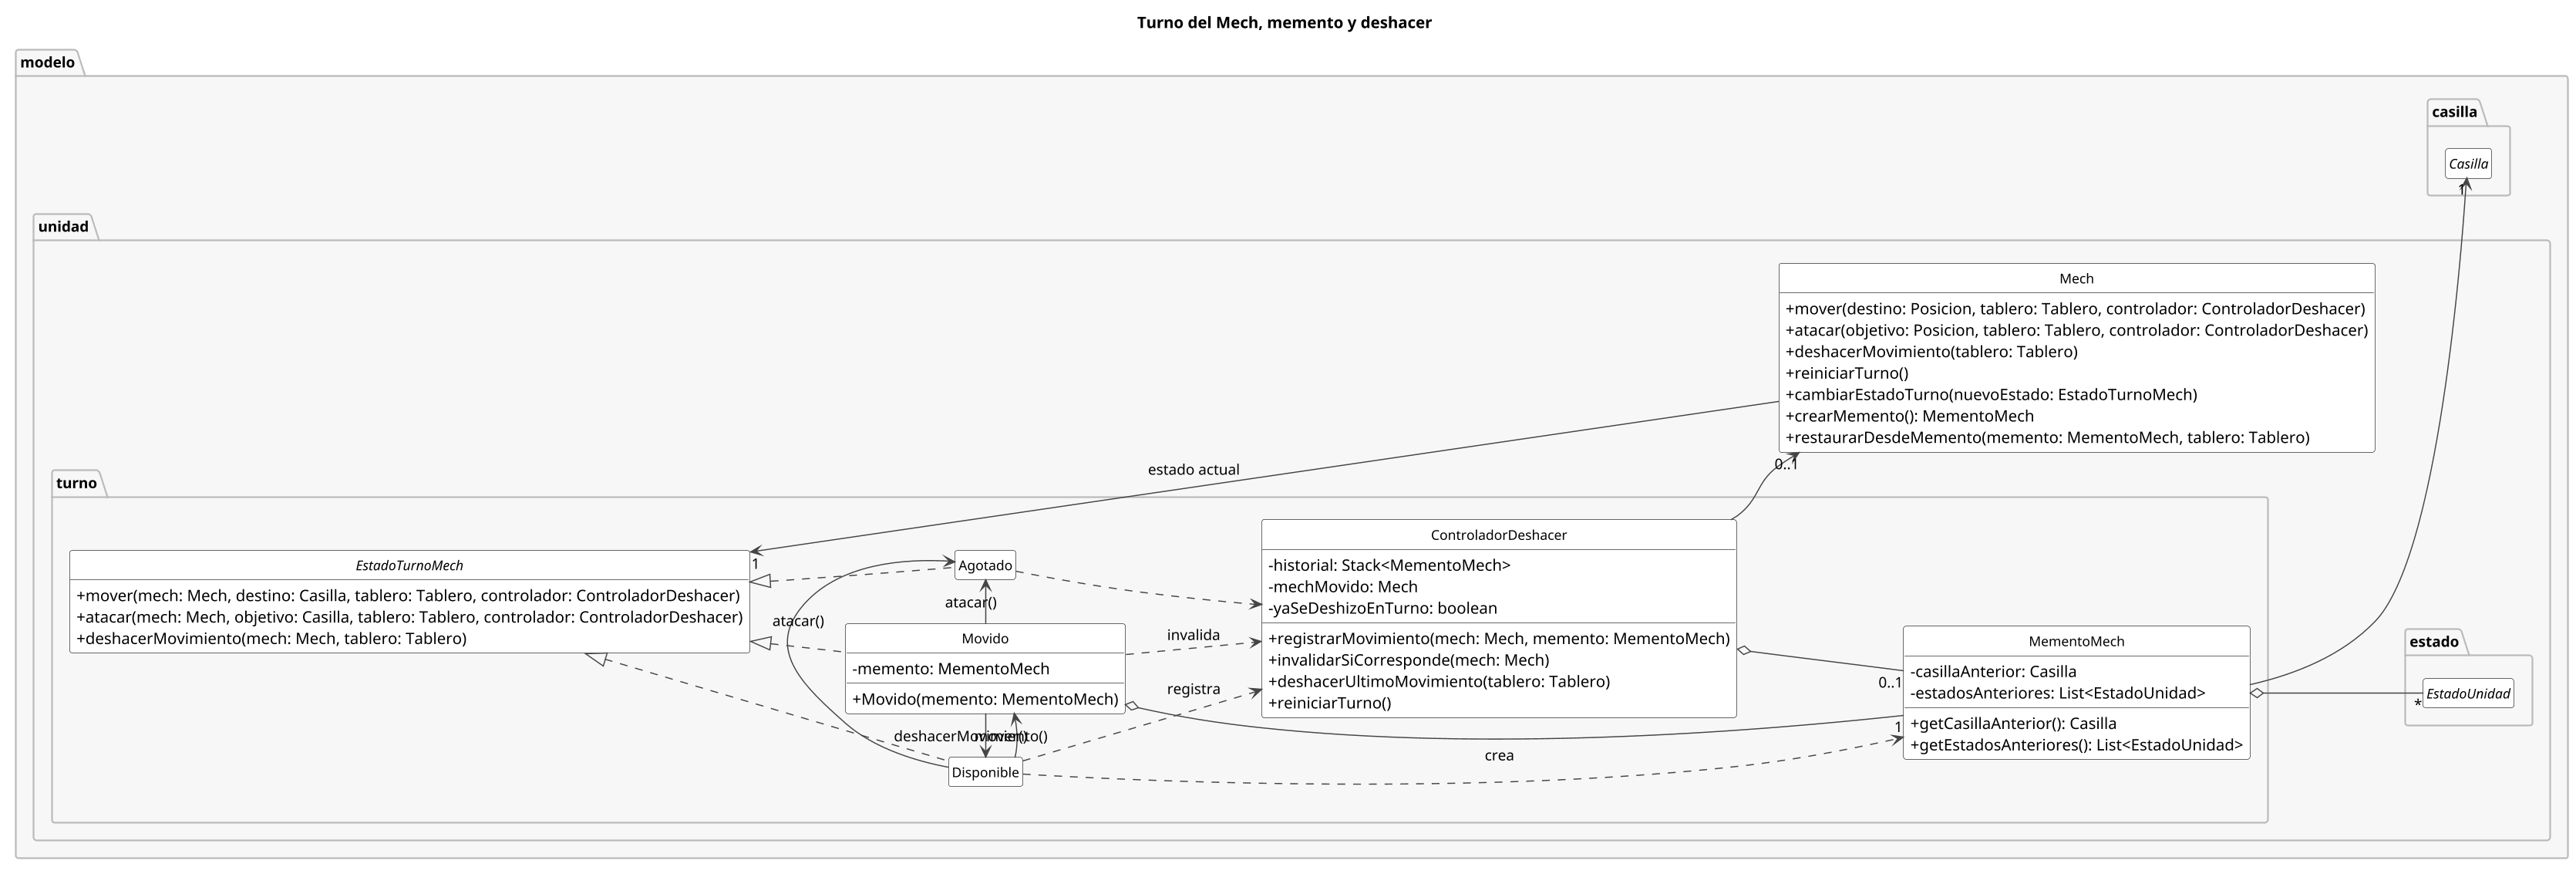 Turno del Mech, memento y deshacer
modelo
casilla
Casilla
1
unidad
Mech
+mover(destino: Posicion, tablero: Tablero, controlador: ControladorDeshacer)
+atacar(objetivo: Posicion, tablero: Tablero, controlador: ControladorDeshacer)
+deshacerMovimiento(tablero: Tablero)
+reiniciarTurno()
+cambiarEstadoTurno(nuevoEstado: EstadoTurnoMech)
+crearMemento(): MementoMech
+restaurarDesdeMemento(memento: MementoMech, tablero: Tablero)
0..1
estado actual
turno
EstadoTurnoMech
+mover(mech: Mech, destino: Casilla, tablero: Tablero, controlador: ControladorDeshacer)
+atacar(mech: Mech, objetivo: Casilla, tablero: Tablero, controlador: ControladorDeshacer)
+deshacerMovimiento(mech: Mech, tablero: Tablero)
1
Agotado
atacar()
atacar()
Movido
-memento: MementoMech
+Movido(memento: MementoMech)
deshacerMovimiento()
mover()
Disponible
invalida
registra
crea
ControladorDeshacer
-historial: Stack<MementoMech>
-mechMovido: Mech
-yaSeDeshizoEnTurno: boolean
+registrarMovimiento(mech: Mech, memento: MementoMech)
+invalidarSiCorresponde(mech: Mech)
+deshacerUltimoMovimiento(tablero: Tablero)
+reiniciarTurno()
0..1
1
MementoMech
-casillaAnterior: Casilla
-estadosAnteriores: List<EstadoUnidad>
+getCasillaAnterior(): Casilla
+getEstadosAnteriores(): List<EstadoUnidad>
estado
EstadoUnidad
*